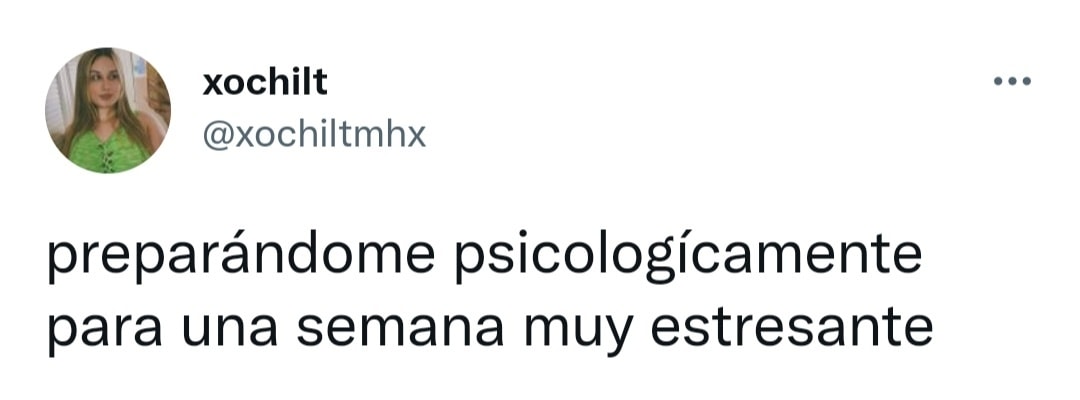 xochilt
@xochiltmhx
preparándome psicologícamente
para una semana muy estresante